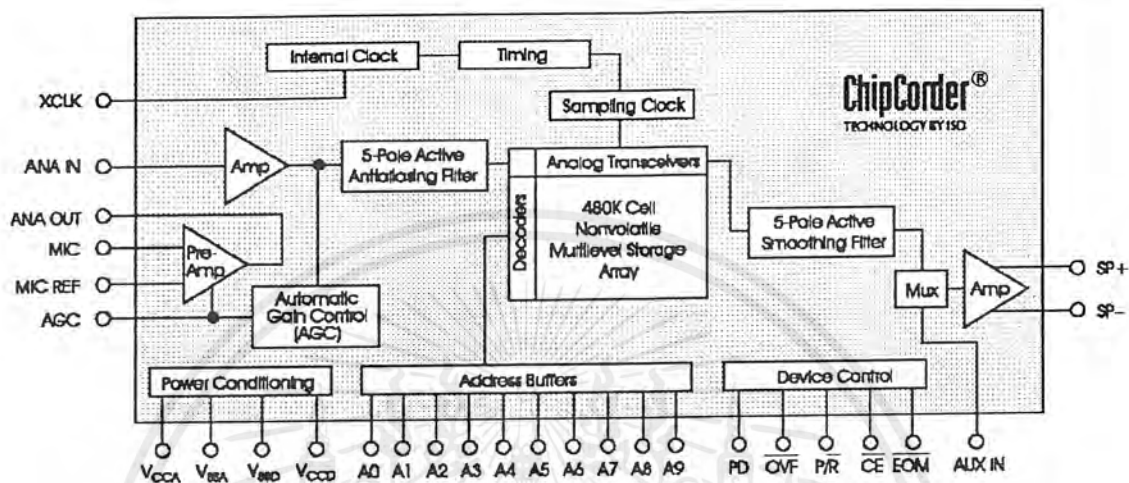 Internal Clock
Timing
XCLK
Sampling Clock
ChipCorder®
TECHNOLOGY BY ISD
ANA IN
Amp
5-Pole Active
Antialiasing Filter
Analog Transceivers
Decoders
480K Cell
Nonvolatile
Multilevel Storage
Array
ANA OUT
MIC
Pre-
Amp
MIC REF
AGC
Automatic
Gain Control
(AGC)
5-Pole Active
Smoothing Filter
Mux
Amp
SP+
SP–
Power Conditioning
Address Buffers
Device Control
VCCA VSSA VSSD VCCD A0 A1 A2 A3 A4 A5 A6 A7 A8 A9 PD OVF P/R CE EOM AUX IN